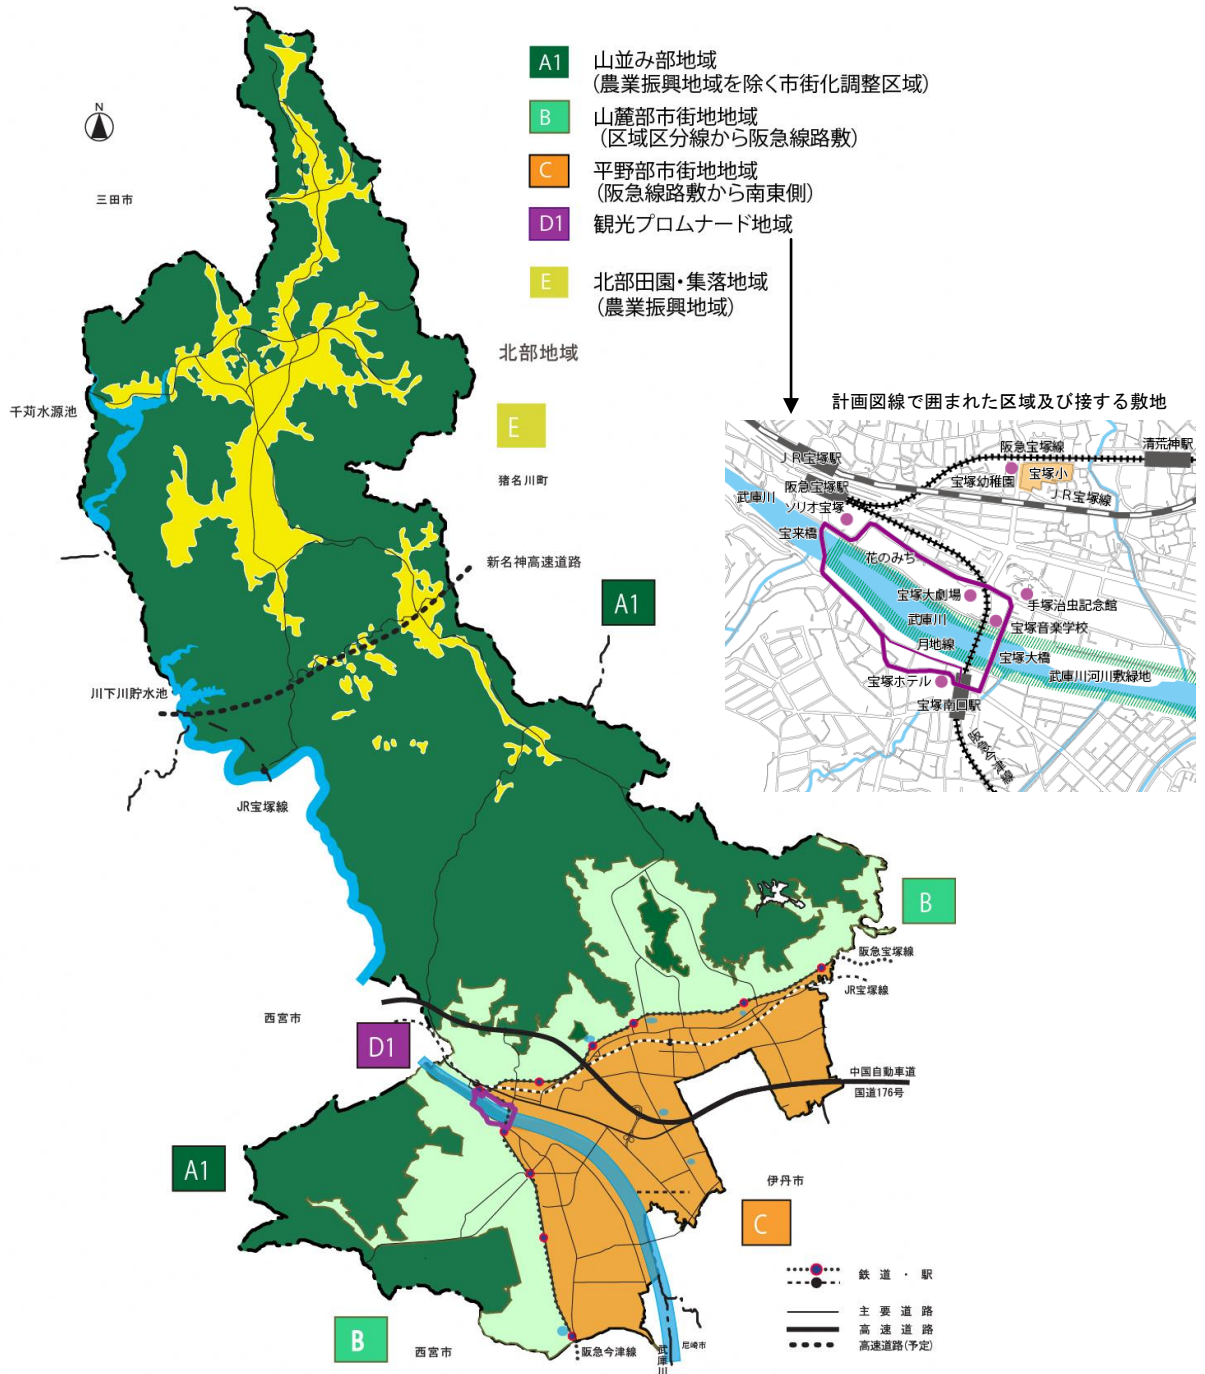 A1 山並み部地域
(農業振興地域を除く市街化調整区域)
B 山麓部市街地地域
(区域区分線から阪急線路敷)
C 平野部市街地地域
(阪急線路敷から南東側)
D1 観光プロムナード地域
E 北部田園・集落地域
(農業振興地域)
N
三田市
北部地域
千苅水源池
E
猪名川町
新名神高速道路
A1
川下川貯水池
JR宝塚線
計画図線で囲まれた区域及び接する敷地
阪急宝塚線
清荒神駅
JR宝塚駅
宝塚幼稚園
宝塚小
阪急宝塚駅
JR宝塚線
武庫川
ソリオ宝塚
宝来橋
花のみち
宝塚大劇場
手塚治虫記念館
武庫川
宝塚音楽学校
月地線
宝塚大橋
武庫川河川敷緑地
宝塚ホテル
宝塚南口駅
阪急今津線
B
阪急宝塚線
JR宝塚線
西宮市
D1
中国自動車道
国道176号
A1
伊丹市
C
鉄道・駅
主要道路
高速道路
高速道路(予定)
B
西宮市
阪急今津線
武庫川
尼崎市